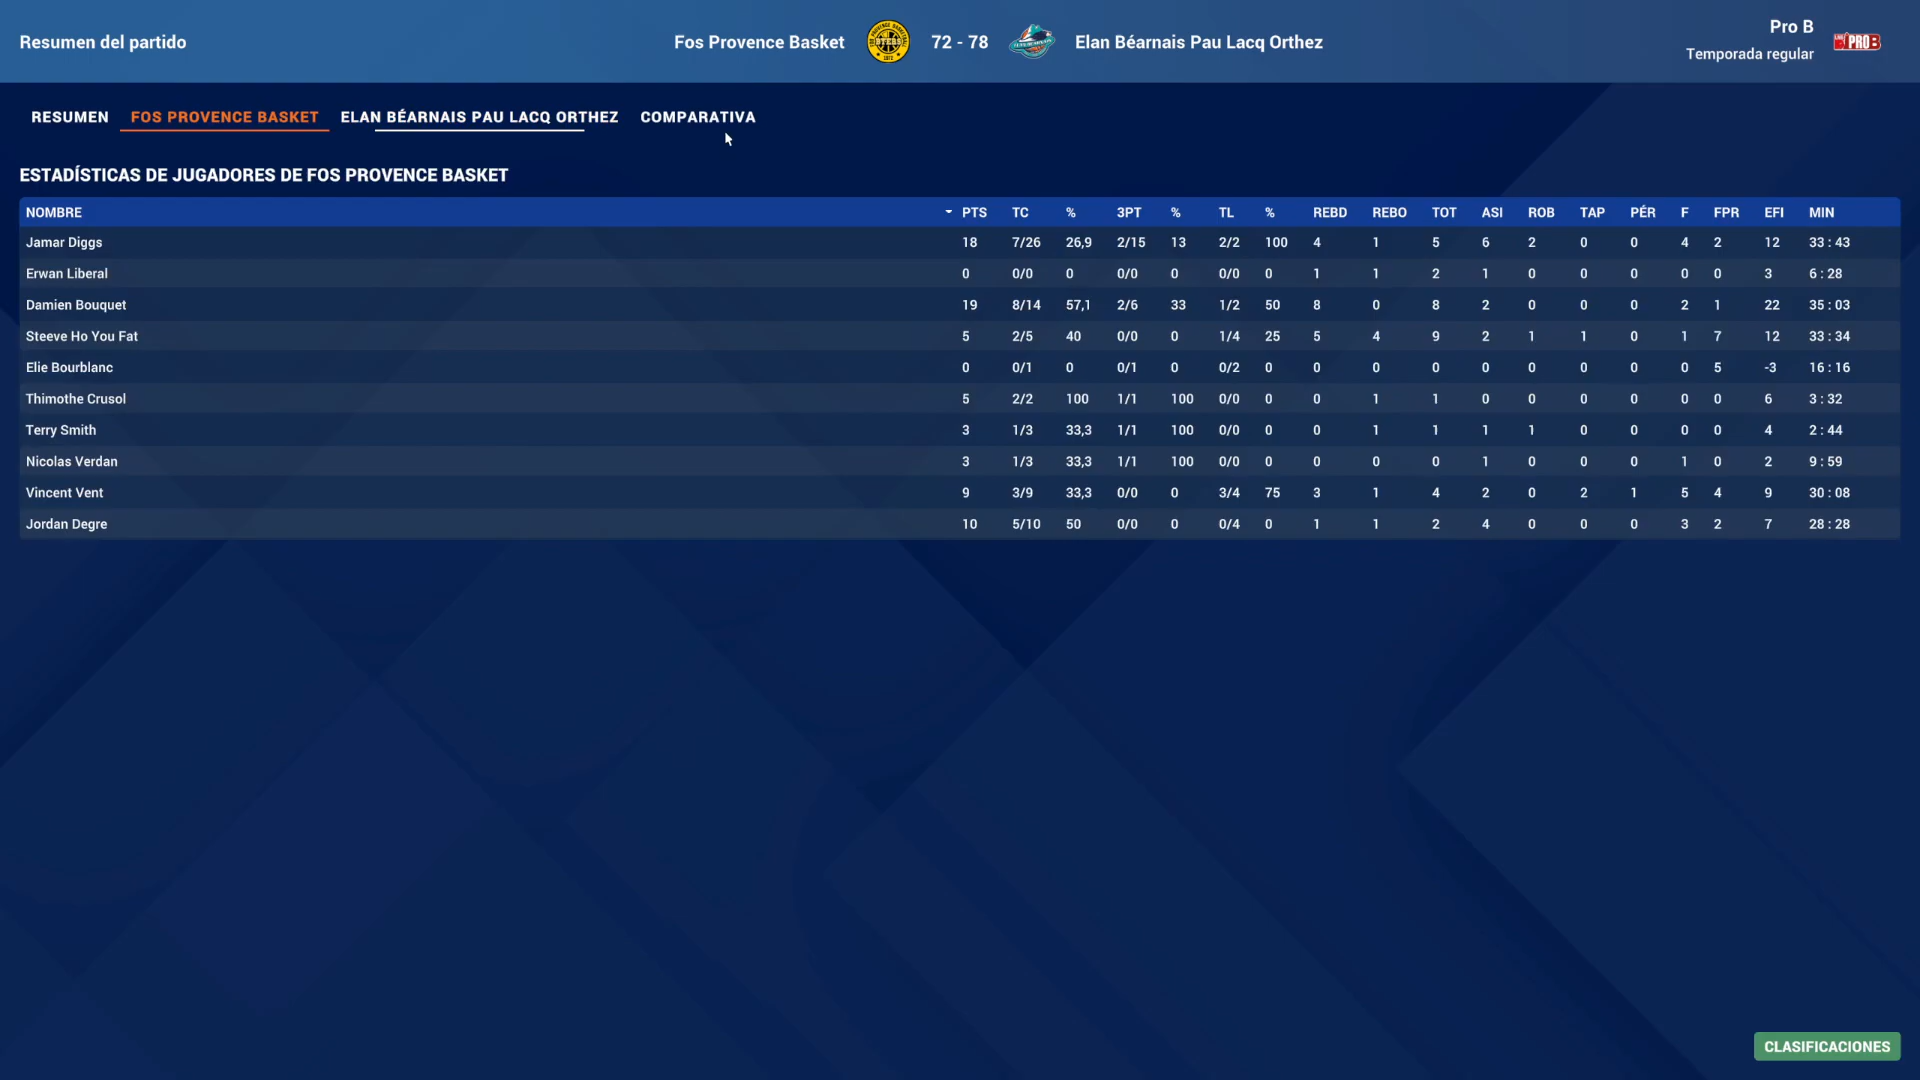 Resumen del partido
Fos Provence Basket 72 - 78 Elan Béarnais Pau Lacq Orthez
Pro B
Temporada regular
PRO B
RESUMEN FOS PROVENCE BASKET ELAN BÉARNAIS PAU LACQ ORTHEZ COMPARATIVA
ESTADÍSTICAS DE JUGADORES DE FOS PROVENCE BASKET
NOMBRE PTS TC % 3PT % TL % REBD REBO TOT ASI ROB TAP PÉR F FPR EFI MIN
Jamar Diggs 18 7/26 26,9 2/15 13 2/2 100 4 1 5 6 2 0 0 4 2 12 33 : 43
Erwan Liberal 0 0/0 0 0/0 0 0/0 0 1 1 2 1 0 0 0 0 0 3 6 : 28
Damien Bouquet 19 8/14 57,1 2/6 33 1/2 50 8 0 8 2 0 0 0 2 1 22 35 : 03
Steeve Ho You Fat 5 2/5 40 0/0 0 1/4 25 5 4 9 2 1 1 0 1 7 12 33 : 34
Elie Bourblanc 0 0/1 0 0/1 0 0/2 0 0 0 0 0 0 0 0 0 5 -3 16 : 16
Thimothe Crusol 5 2/2 100 1/1 100 0/0 0 0 1 1 0 0 0 0 0 0 6 3 : 32
Terry Smith 3 1/3 33,3 1/1 100 0/0 0 0 1 1 1 1 0 0 0 0 4 2 : 44
Nicolas Verdan 3 1/3 33,3 1/1 100 0/0 0 0 0 0 1 0 0 0 1 0 2 9 : 59
Vincent Vent 9 3/9 33,3 0/0 0 3/4 75 3 1 4 2 0 2 1 5 4 9 30 : 08
Jordan Degre 10 5/10 50 0/0 0 0/4 0 1 1 2 4 0 0 0 3 2 7 28 : 28
CLASIFICACIONES